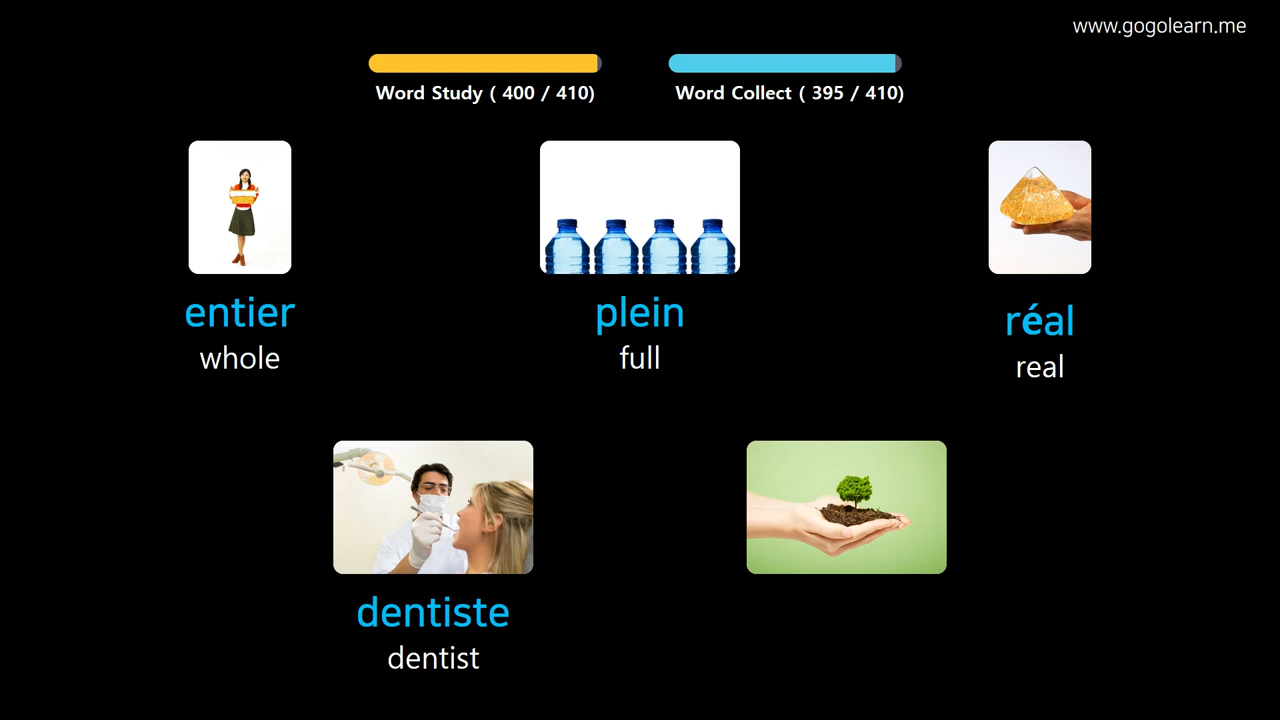 www.gogolearn.me
Word Study ( 400 / 410)
Word Collect ( 395 / 410)
entier
whole
plein
full
réal
real
dentiste
dentist